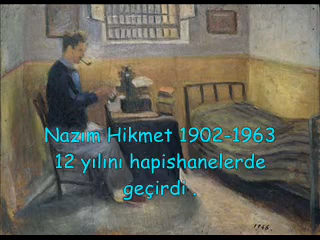 Nazım Hikmet 1902-1963
12 yılını hapishanelerde
geçirdi .